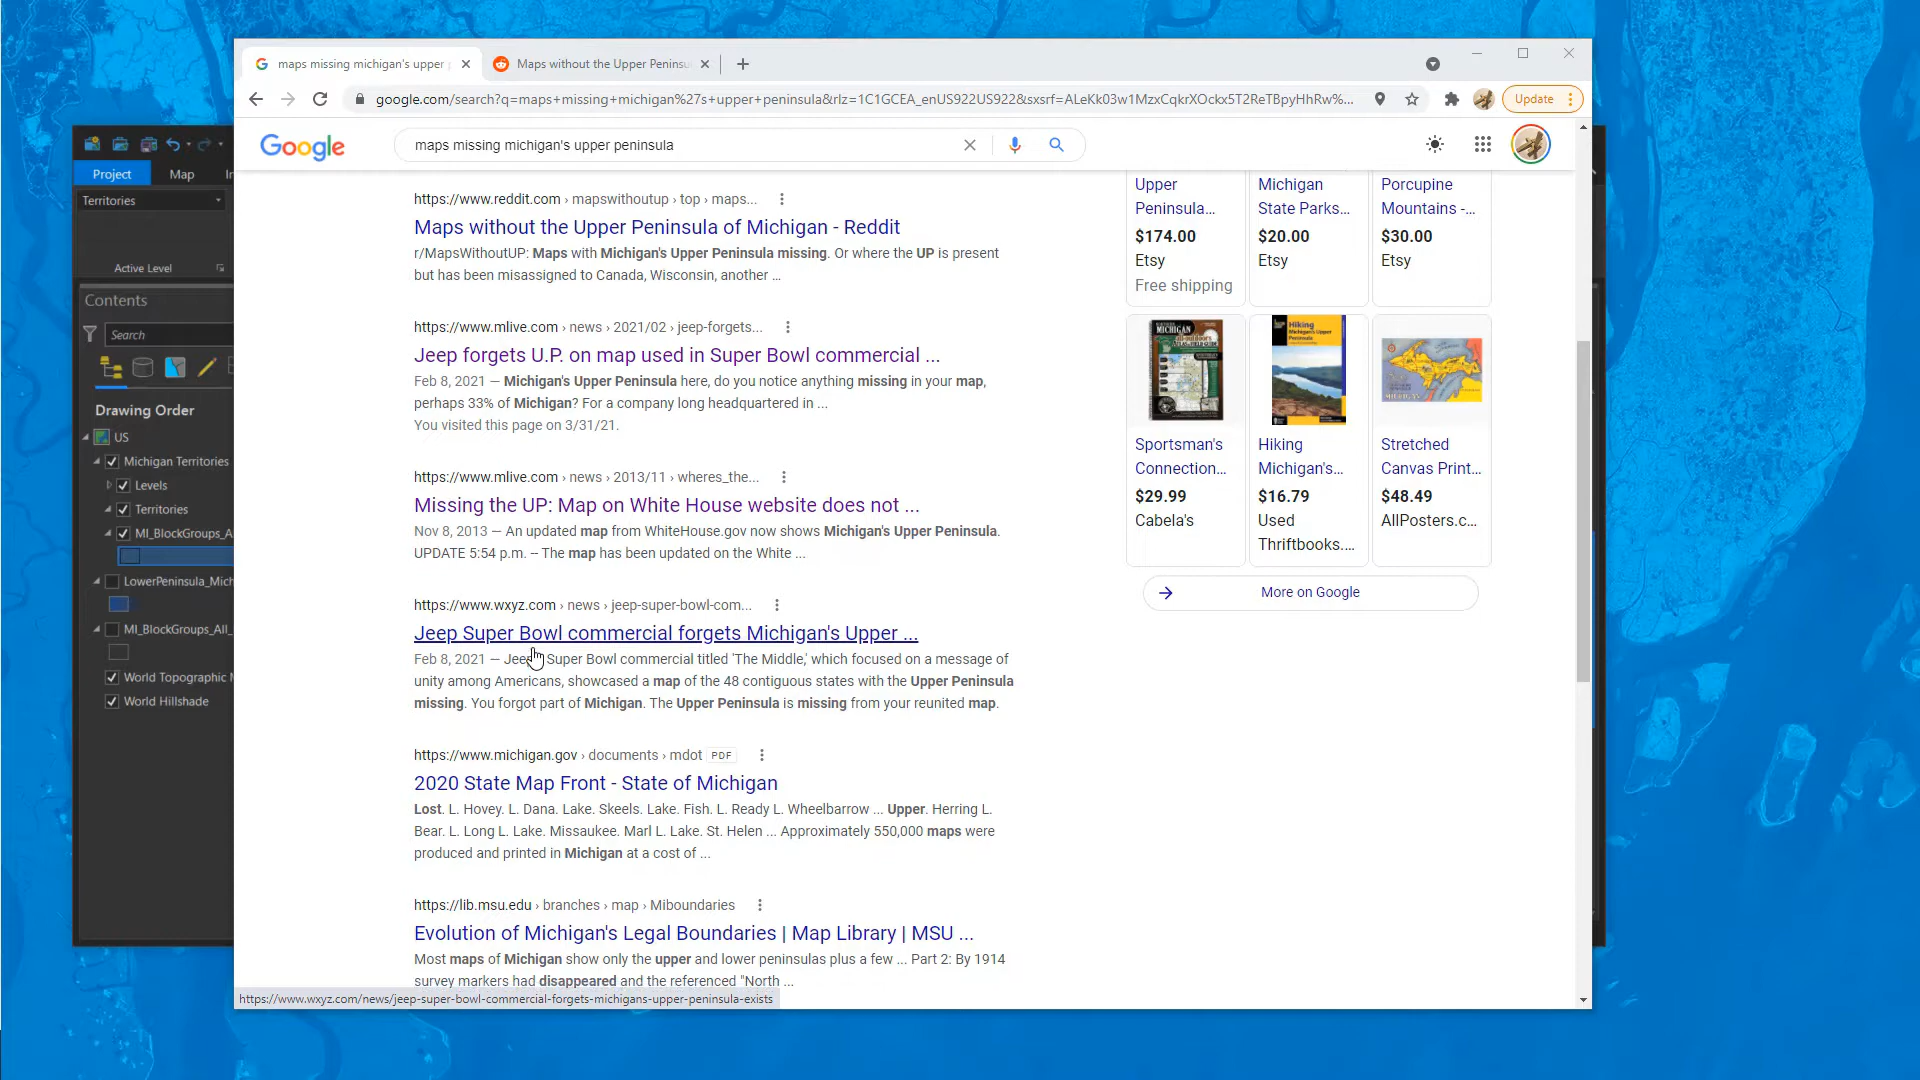 maps missing michigan's upper p
Maps without the Upper Peninsu
google.com/search?q=maps+missing+michigan%27s+upper+peninsula&rlz=1C1GCEA_enUS922US922&sxsrf=ALeKk03w1MzxCqkrXOckx5T2ReTBpyHhRw%...
Update
Google
maps missing michigan's upper peninsula
Project
Map
In
Territories
Active Level
Contents
Search
Drawing Order
US
Michigan Territories
Levels
Territories
MI_BlockGroups_A
LowerPeninsula_Mich
MI_BlockGroups_All_
World Topographic M
World Hillshade
https://www.reddit.com › mapswithoutup › top › maps...
Maps without the Upper Peninsula of Michigan - Reddit
r/MapsWithoutUP: Maps with Michigan's Upper Peninsula missing. Or where the UP is present
but has been misassigned to Canada, Wisconsin, another ...
https://www.mlive.com › news › 2021/02 › jeep-forgets...
Jeep forgets U.P. on map used in Super Bowl commercial ...
Feb 8, 2021 — Michigan's Upper Peninsula here, do you notice anything missing in your map,
perhaps 33% of Michigan? For a company long headquartered in ...
You visited this page on 3/31/21.
https://www.mlive.com › news › 2013/11 › wheres_the...
Missing the UP: Map on White House website does not ...
Nov 8, 2013 — An updated map from WhiteHouse.gov now shows Michigan's Upper Peninsula.
UPDATE 5:54 p.m. -- The map has been updated on the White ...
https://www.wxyz.com › news › jeep-super-bowl-com...
Jeep Super Bowl commercial forgets Michigan's Upper ...
Feb 8, 2021 — Jeep Super Bowl commercial titled 'The Middle,' which focused on a message of
unity among Americans, showcased a map of the 48 contiguous states with the Upper Peninsula
missing. You forgot part of Michigan. The Upper Peninsula is missing from your reunited map.
https://www.michigan.gov › documents › mdot PDF
2020 State Map Front - State of Michigan
Lost. L. Hovey. L. Dana. Lake. Skeels. Lake. Fish. L. Ready L. Wheelbarrow ... Upper. Herring L.
Bear. L. Long L. Lake. Missaukee. Marl L. Lake. St. Helen ... Approximately 550,000 maps were
produced and printed in Michigan at a cost of ...
https://lib.msu.edu › branches › map › Miboundaries
Evolution of Michigan's Legal Boundaries | Map Library | MSU ...
Most maps of Michigan show only the upper and lower peninsulas plus a few ... Part 2: By 1914
survey markers had disappeared and the referenced "North ...
https://www.wxyz.com/news/jeep-super-bowl-commercial-forgets-michigans-upper-peninsula-exists
Upper
Peninsula...
$174.00
Etsy
Free shipping
Michigan
State Parks...
$20.00
Etsy
Porcupine
Mountains -...
$30.00
Etsy
MICHIGAN
Sportsman's
Connection...
$29.99
Cabela's
Hiking
Michigan's Upper
Peninsula
Hiking
Michigan's...
$16.79
Used
Thriftbooks....
MICHIGAN
Stretched
Canvas Print...
$48.49
AllPosters.c...
More on Google